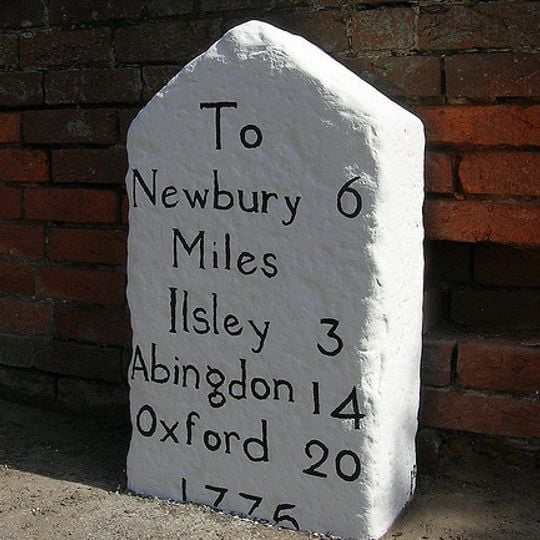 To
Newbury 6
Miles
Ilsley 3
Abingdon 14
Oxford 20
1775